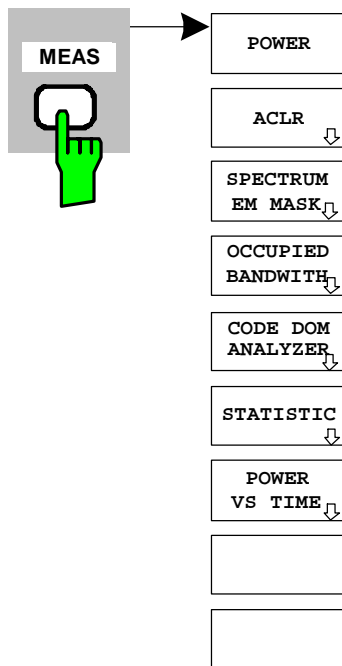 MEAS
POWER
ACLR
SPECTRUM
EM MASK
OCCUPIED
BANDWITH
CODE DOM
ANALYZER
STATISTIC
POWER
VS TIME